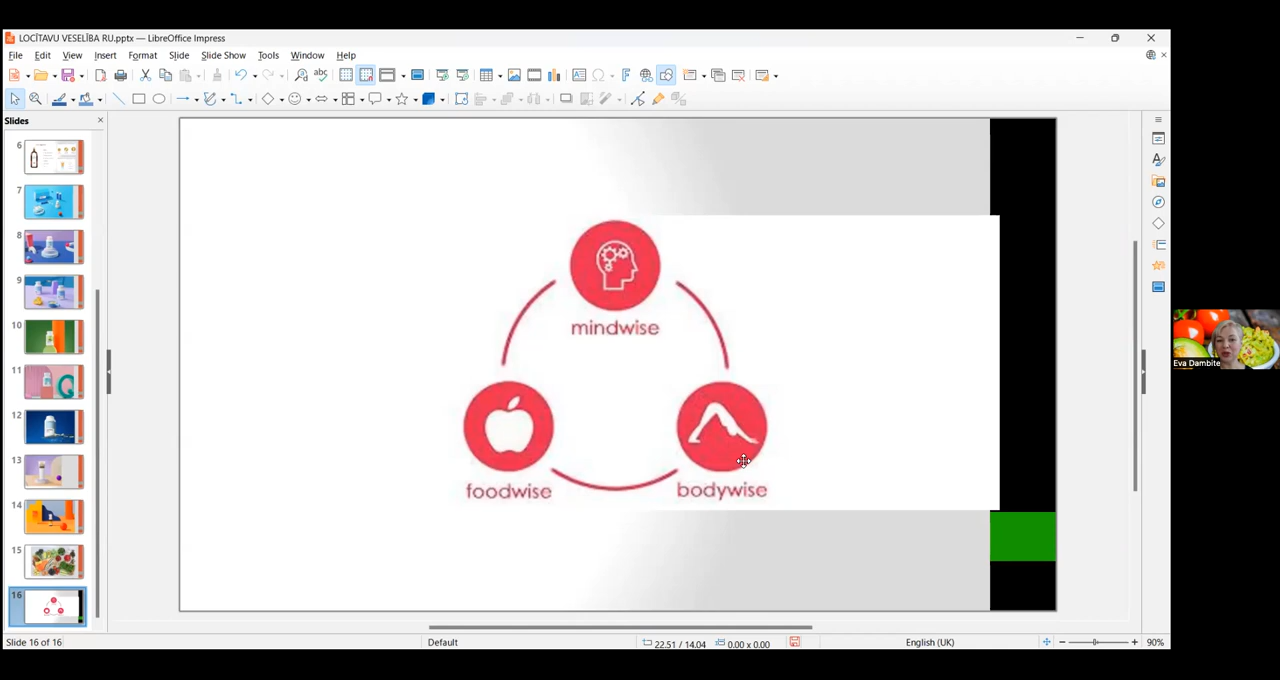 LOCĪTAVU VESELĪBA RU.pptx — LibreOffice Impress
File Edit View Insert Format Slide Slide Show Tools Window Help
Slides
6
7
8
9
10
11
12
13
14
15
16
mindwise
foodwise
bodywise
Eva Dambite
Slide 16 of 16
Default
22.51 / 14.04
0.00 x 0.00
English (UK)
90%